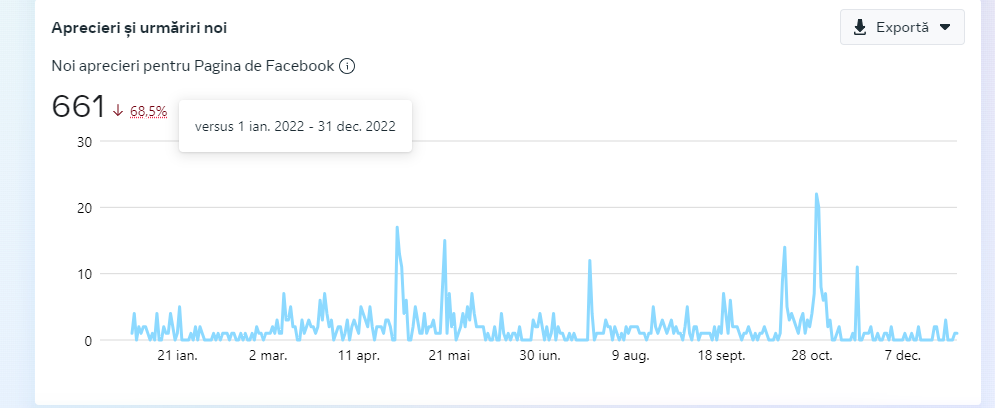 Aprecieri și urmăriri noi
Exportă
Noi aprecieri pentru Pagina de Facebook
661 ↓ 68,5%
versus 1 ian. 2022 - 31 dec. 2022
30
20
10
0
21 ian. 2 mar. 11 apr. 21 mai 30 iun. 9 aug. 18 sept. 28 oct. 7 dec.